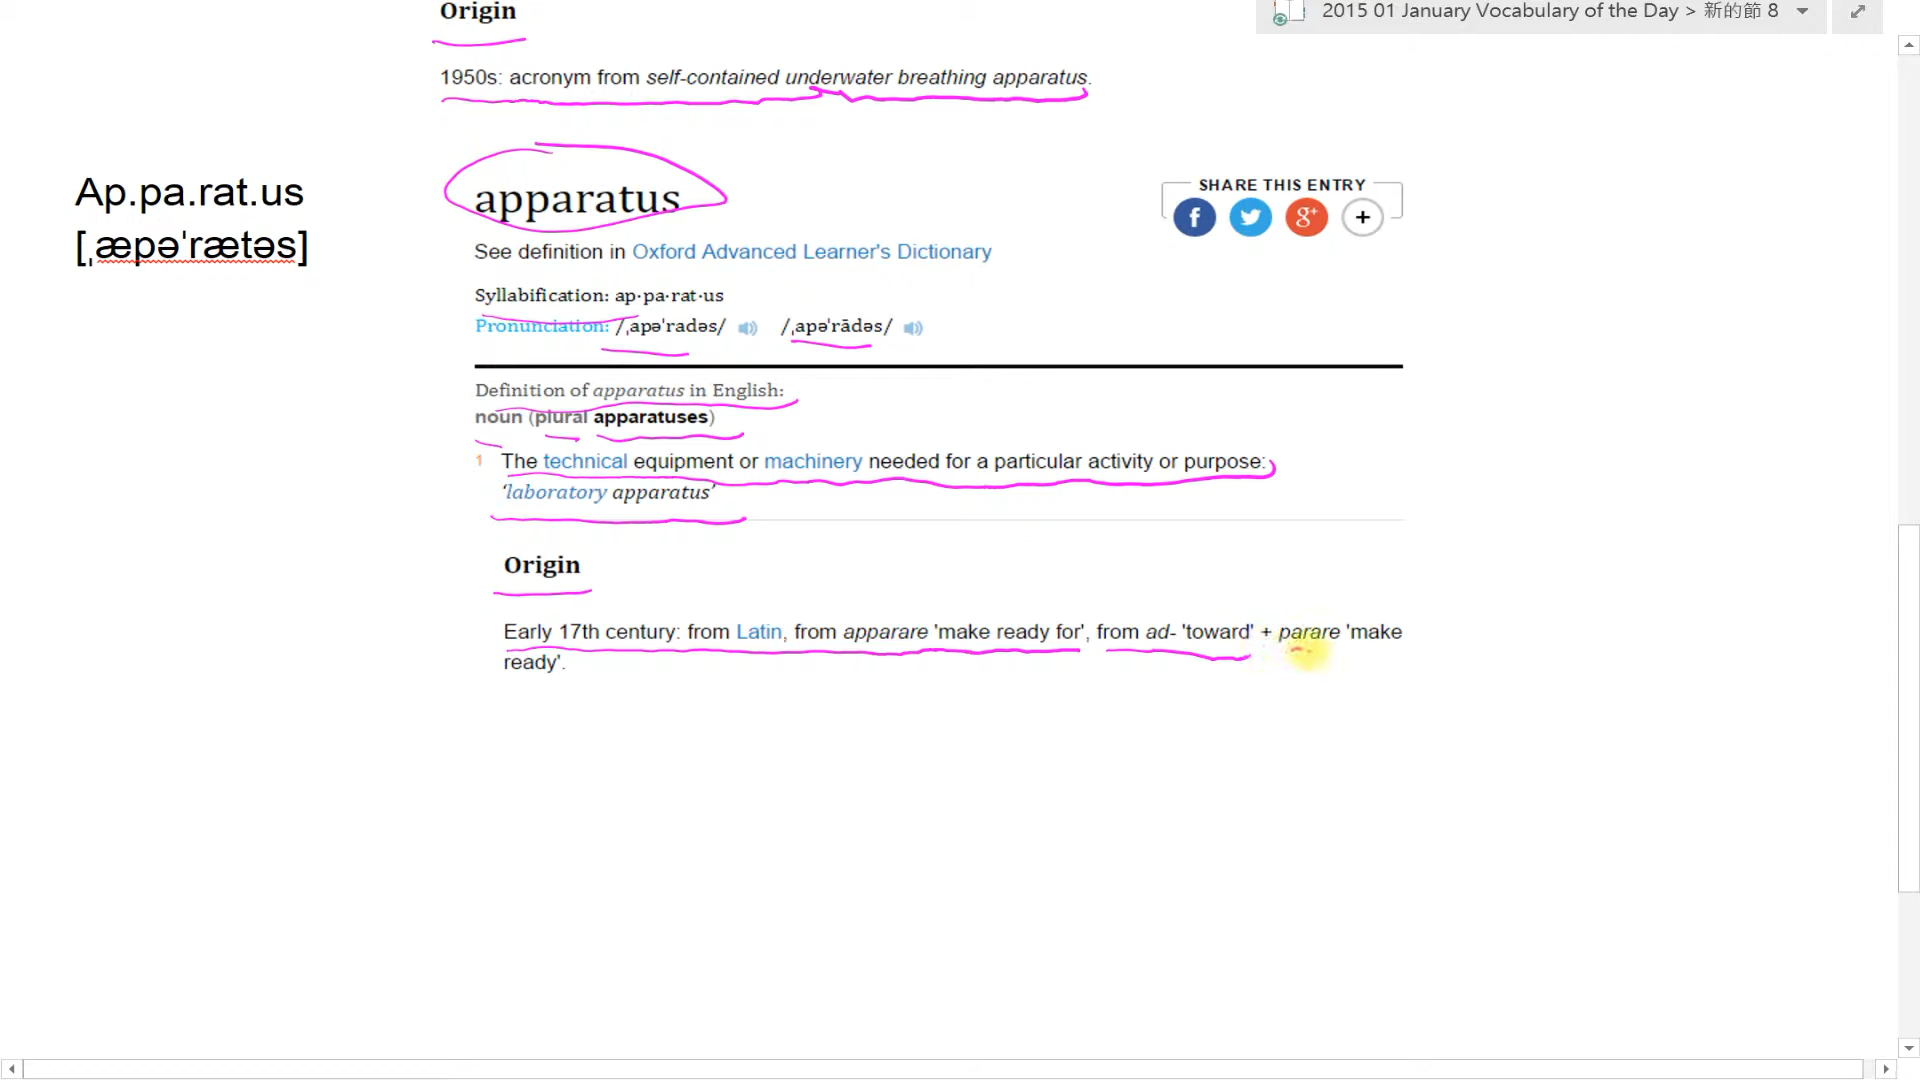 Origin
2015 01 January Vocabulary of the Day > 新的節 8
1950s: acronym from self-contained underwater breathing apparatus.
Ap.pa.rat.us
[ˌæpəˈrætəs]
apparatus
SHARE THIS ENTRY
f
g+
+
See definition in Oxford Advanced Learner's Dictionary
Syllabification: ap·pa·rat·us
Pronunciation: /ˌapəˈradəs/ /ˌapəˈrādəs/
Definition of apparatus in English:
noun (plural apparatuses)
1 The technical equipment or machinery needed for a particular activity or purpose:
‘laboratory apparatus’
Origin
Early 17th century: from Latin, from apparare 'make ready for', from ad- 'toward' + parare 'make
ready'.